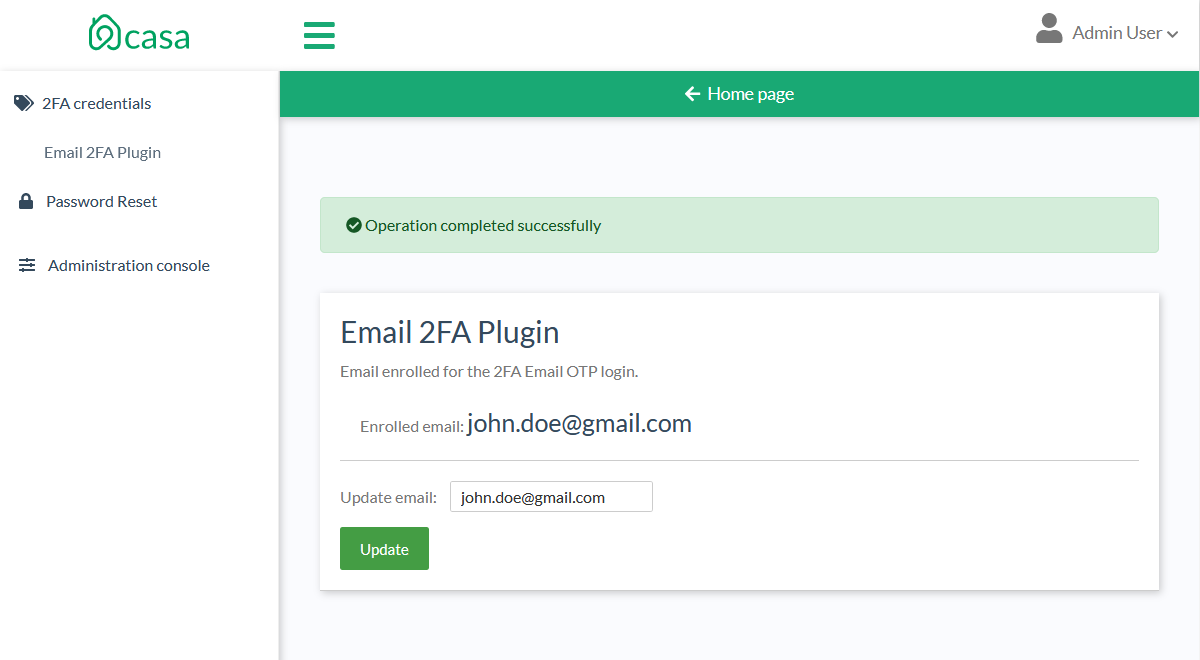 casa
Admin User
2FA credentials
Home page
Email 2FA Plugin
Password Reset
Administration console
Operation completed successfully
Email 2FA Plugin
Email enrolled for the 2FA Email OTP login.
Enrolled email: john.doe@gmail.com
Update email: john.doe@gmail.com
Update